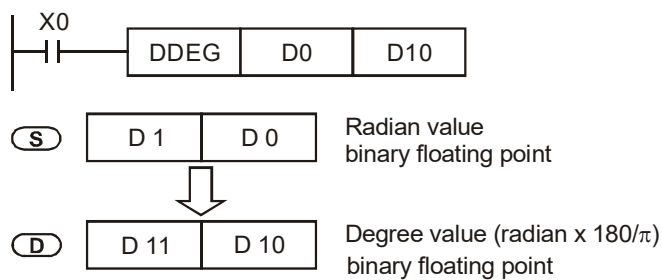 X0
DDEG D0 D10
S D 1 D 0 Radian value
binary floating point
D D 11 D 10 Degree value (radian x 180/π)
binary floating point